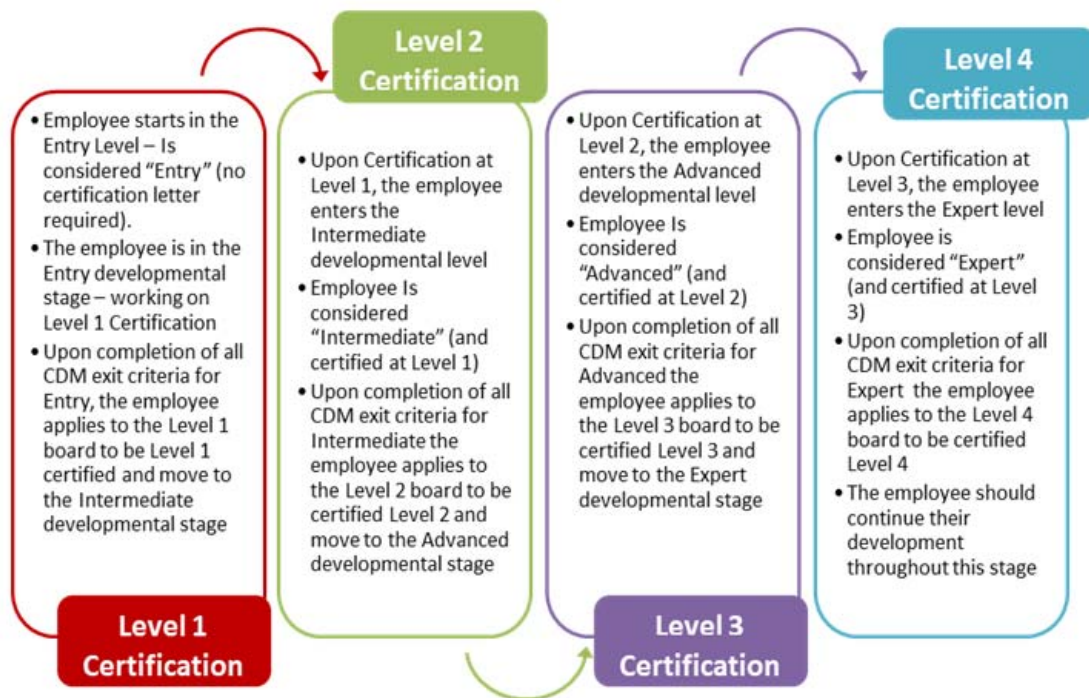 • Employee starts in the
Entry Level – Is
considered “Entry” (no
certification letter
required).
• The employee is in the
Entry developmental
stage – working on
Level 1 Certification
• Upon completion of all
CDM exit criteria for
Entry, the employee
applies to the Level 1
board to be Level 1
certified and move to
the Intermediate
developmental stage
Level 1
Certification
Level 2
Certification
• Upon Certification at
Level 1, the employee
enters the
Intermediate
developmental level
• Employee Is
considered
“Intermediate” (and
certified at Level 1)
• Upon completion of all
CDM exit criteria for
Intermediate the
employee applies to
the Level 2 board to be
certified Level 2 and
move to the Advanced
developmental stage
• Upon Certification at
Level 2, the employee
enters the Advanced
developmental level
• Employee Is
considered
“Advanced” (and
certified at Level 2)
• Upon completion of all
CDM exit criteria for
Advanced the
employee applies to
the Level 3 board to be
certified Level 3 and
move to the Expert
developmental stage
Level 3
Certification
Level 4
Certification
• Upon Certification at
Level 3, the employee
enters the Expert level
• Employee is
considered “Expert”
(and certified at Level
3)
• Upon completion of all
CDM exit criteria for
Expert the employee
applies to the Level 4
board to be certified
Level 4
• The employee should
continue their
development
throughout this stage